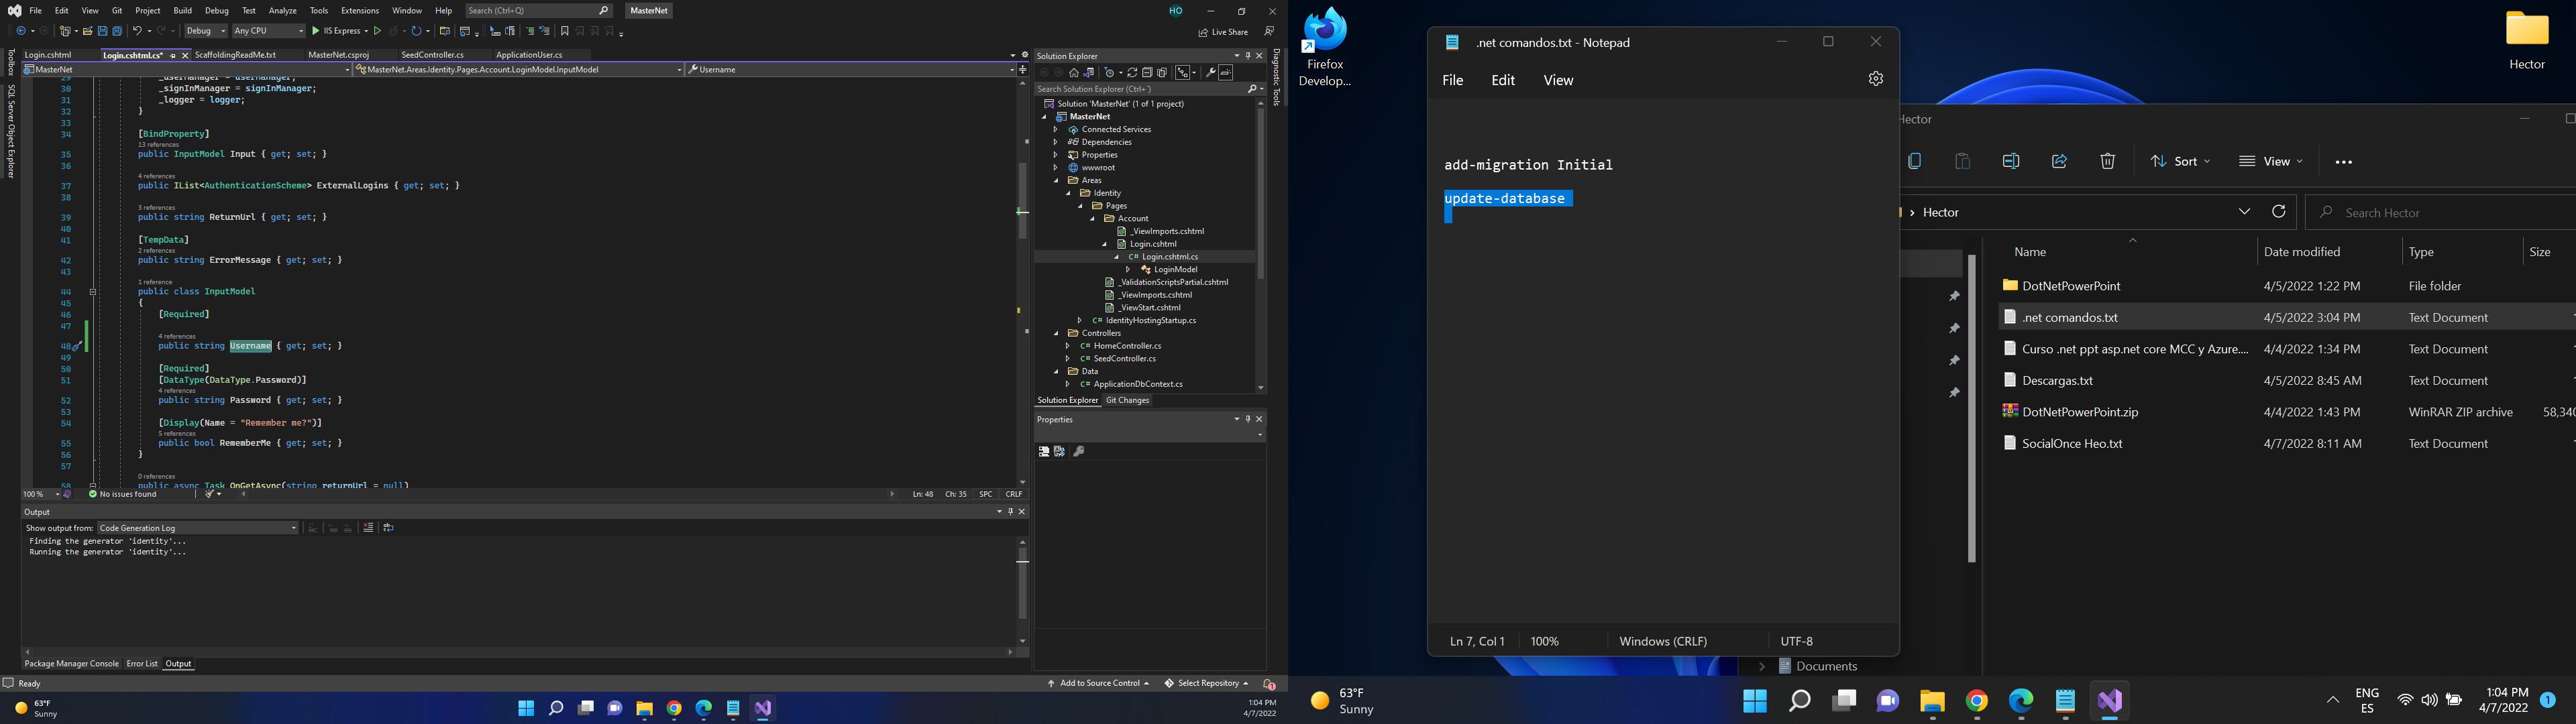 File Edit View Git Project Build Debug Test Analyze Tools Extensions Window Help Search (Ctrl+Q) MasterNet HO
Debug Any CPU IIS Express Live Share
Login.cshtml Login.cshtml.cs* ScaffoldingReadMe.txt MasterNet.csproj SeedController.cs ApplicationUser.cs
MasterNet MasterNet.Areas.Identity.Pages.Account.LoginModel.InputModel Username
Toolbox
SQL Server Object Explorer
29 _userManager = userManager;
30 _signInManager = signInManager;
31 _logger = logger;
32 }
33
34 [BindProperty]
13 references
35 public InputModel Input { get; set; }
36
4 references
37 public IList<AuthenticationScheme> ExternalLogins { get; set; }
38
3 references
39 public string ReturnUrl { get; set; }
40
41 [TempData]
2 references
42 public string ErrorMessage { get; set; }
43
1 reference
44 public class InputModel
45 {
46 [Required]
47
4 references
48 public string Username { get; set; }
49
50 [Required]
51 [DataType(DataType.Password)]
4 references
52 public string Password { get; set; }
53
54 [Display(Name = "Remember me?")]
5 references
55 public bool RememberMe { get; set; }
56 }
57
0 references
58 public async Task OnGetAsync(string returnUrl = null)
100 % No issues found Ln: 48 Ch: 35 SPC CRLF
Output
Show output from: Code Generation Log
Finding the generator 'identity'...
Running the generator 'identity'...
Package Manager Console Error List Output
Ready Add to Source Control Select Repository 1
Solution Explorer
Search Solution Explorer (Ctrl+¨)
Solution 'MasterNet' (1 of 1 project)
MasterNet
Connected Services
Dependencies
Properties
wwwroot
Areas
Identity
Pages
Account
_ViewImports.cshtml
Login.cshtml
C# Login.cshtml.cs
LoginModel
_ValidationScriptsPartial.cshtml
_ViewImports.cshtml
_ViewStart.cshtml
C# IdentityHostingStartup.cs
Controllers
C# HomeController.cs
C# SeedController.cs
Data
C# ApplicationDbContext.cs
Solution Explorer Git Changes
Properties
Diagnostic Tools
63°F
Sunny
1:04 PM
4/7/2022
Firefox
Develop...
Hector
.net comandos.txt - Notepad
File Edit View
add-migration Initial
update-database
Ln 7, Col 1 100% Windows (CRLF) UTF-8
Hector
Sort View
Hector Search Hector
Name Date modified Type Size
DotNetPowerPoint 4/5/2022 1:22 PM File folder
.net comandos.txt 4/5/2022 3:04 PM Text Document
Curso .net ppt asp.net core MCC y Azure.... 4/4/2022 1:34 PM Text Document
Descargas.txt 4/5/2022 8:45 AM Text Document
DotNetPowerPoint.zip 4/4/2022 1:43 PM WinRAR ZIP archive 58,340
SocialOnce Heo.txt 4/7/2022 8:11 AM Text Document
Documents
63°F
Sunny
ENG
ES
1:04 PM
4/7/2022
1